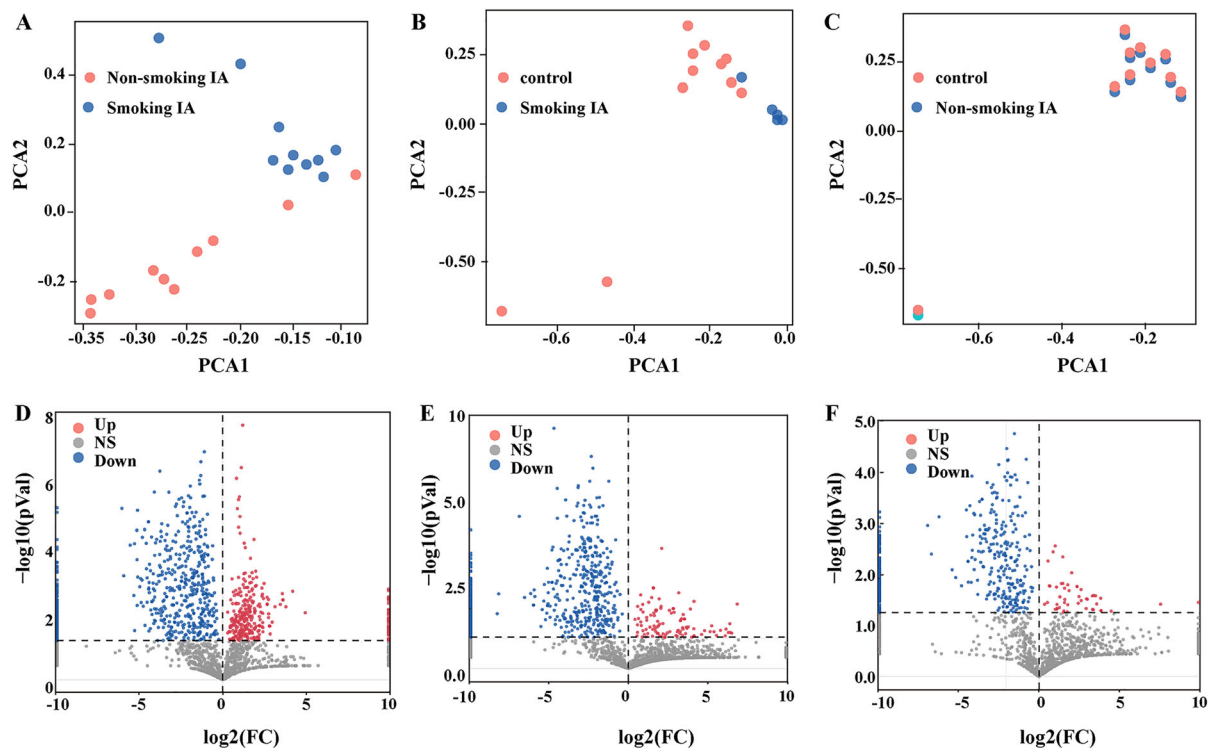 A
PCA2
0.4
0.2
0.0
-0.2
Non-smoking IA
Smoking IA
-0.35
-0.30
-0.20
-0.15
-0.10
PCA1
B
PCA2
0.25
0.00
-0.25
-0.50
control
Smoking IA
-0.6
-0.4
-0.2
0.0
PCA1
C
PCA2
0.25
0.00
-0.25
-0.50
control
Non-smoking IA
-0.6
-0.4
-0.2
PCA1
D
−log10(pVal)
8
6
4
2
0
Up
NS
Down
-10
-5
0
5
10
log2(FC)
E
−log10(pVal)
10
5.0
2.5
0.0
Up
NS
Down
-10
-5
0
5
10
log2(FC)
F
−log10(pVal)
5.0
4.0
3.0
2.0
1.0
0.0
Up
NS
Down
-10
-5
0
5
10
log2(FC)